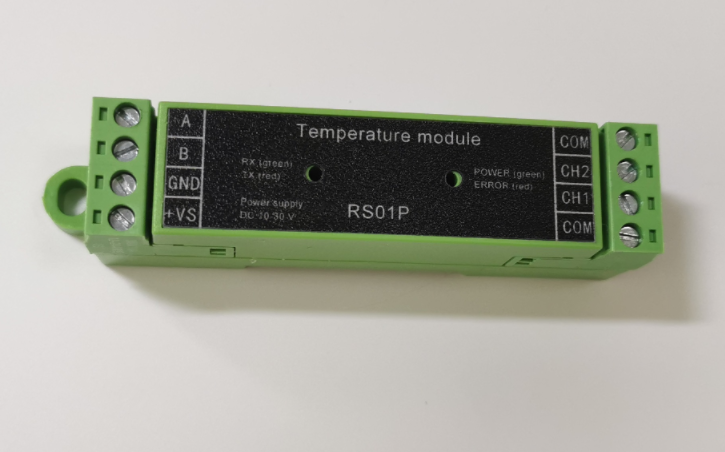 A
B
GND
+VS
Temperature module
RX (green)
TX (red)
Power supply
DC 10-30 V
POWER (green)
ERROR (red)
RS01P
COM
CH2
CH1
COM